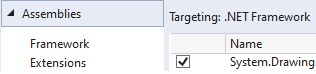 Assemblies
Framework
Extensions
Targeting: .NET Framework
Name
System.Drawing